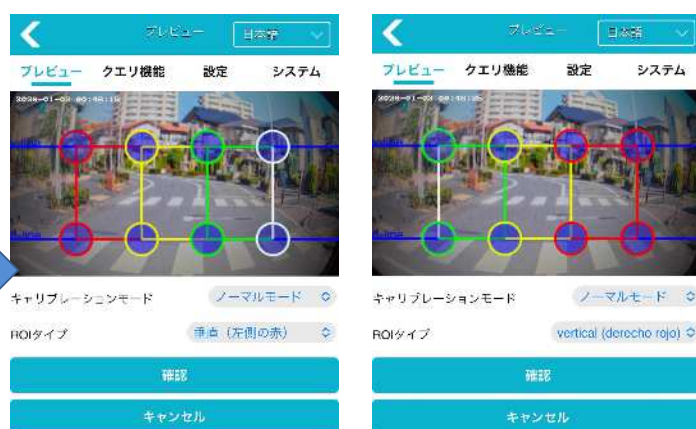 プレビュー 日本語
プレビュー クエリ機能 設定 システム
キャリブレーションモード ノーマルモード
ROIタイプ 垂直（左側の赤）
確認
キャンセル
プレビュー 日本語
プレビュー クエリ機能 設定 システム
キャリブレーションモード ノーマルモード
ROIタイプ vertical (derecho rojo)
確認
キャンセル